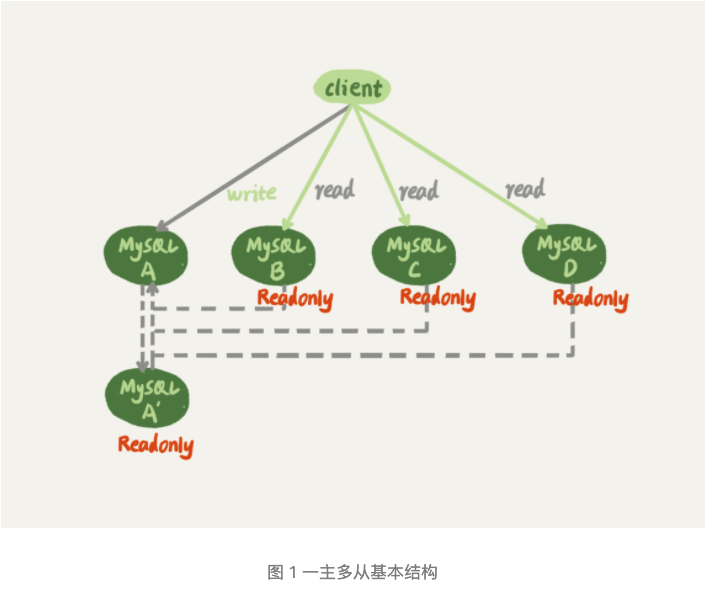 client
write
read
read
read
MySQL
A
MySQL
B
MySQL
C
MySQL
D
Readonly
Readonly
Readonly
MySQL
A'
Readonly
图 1 一主多从基本结构